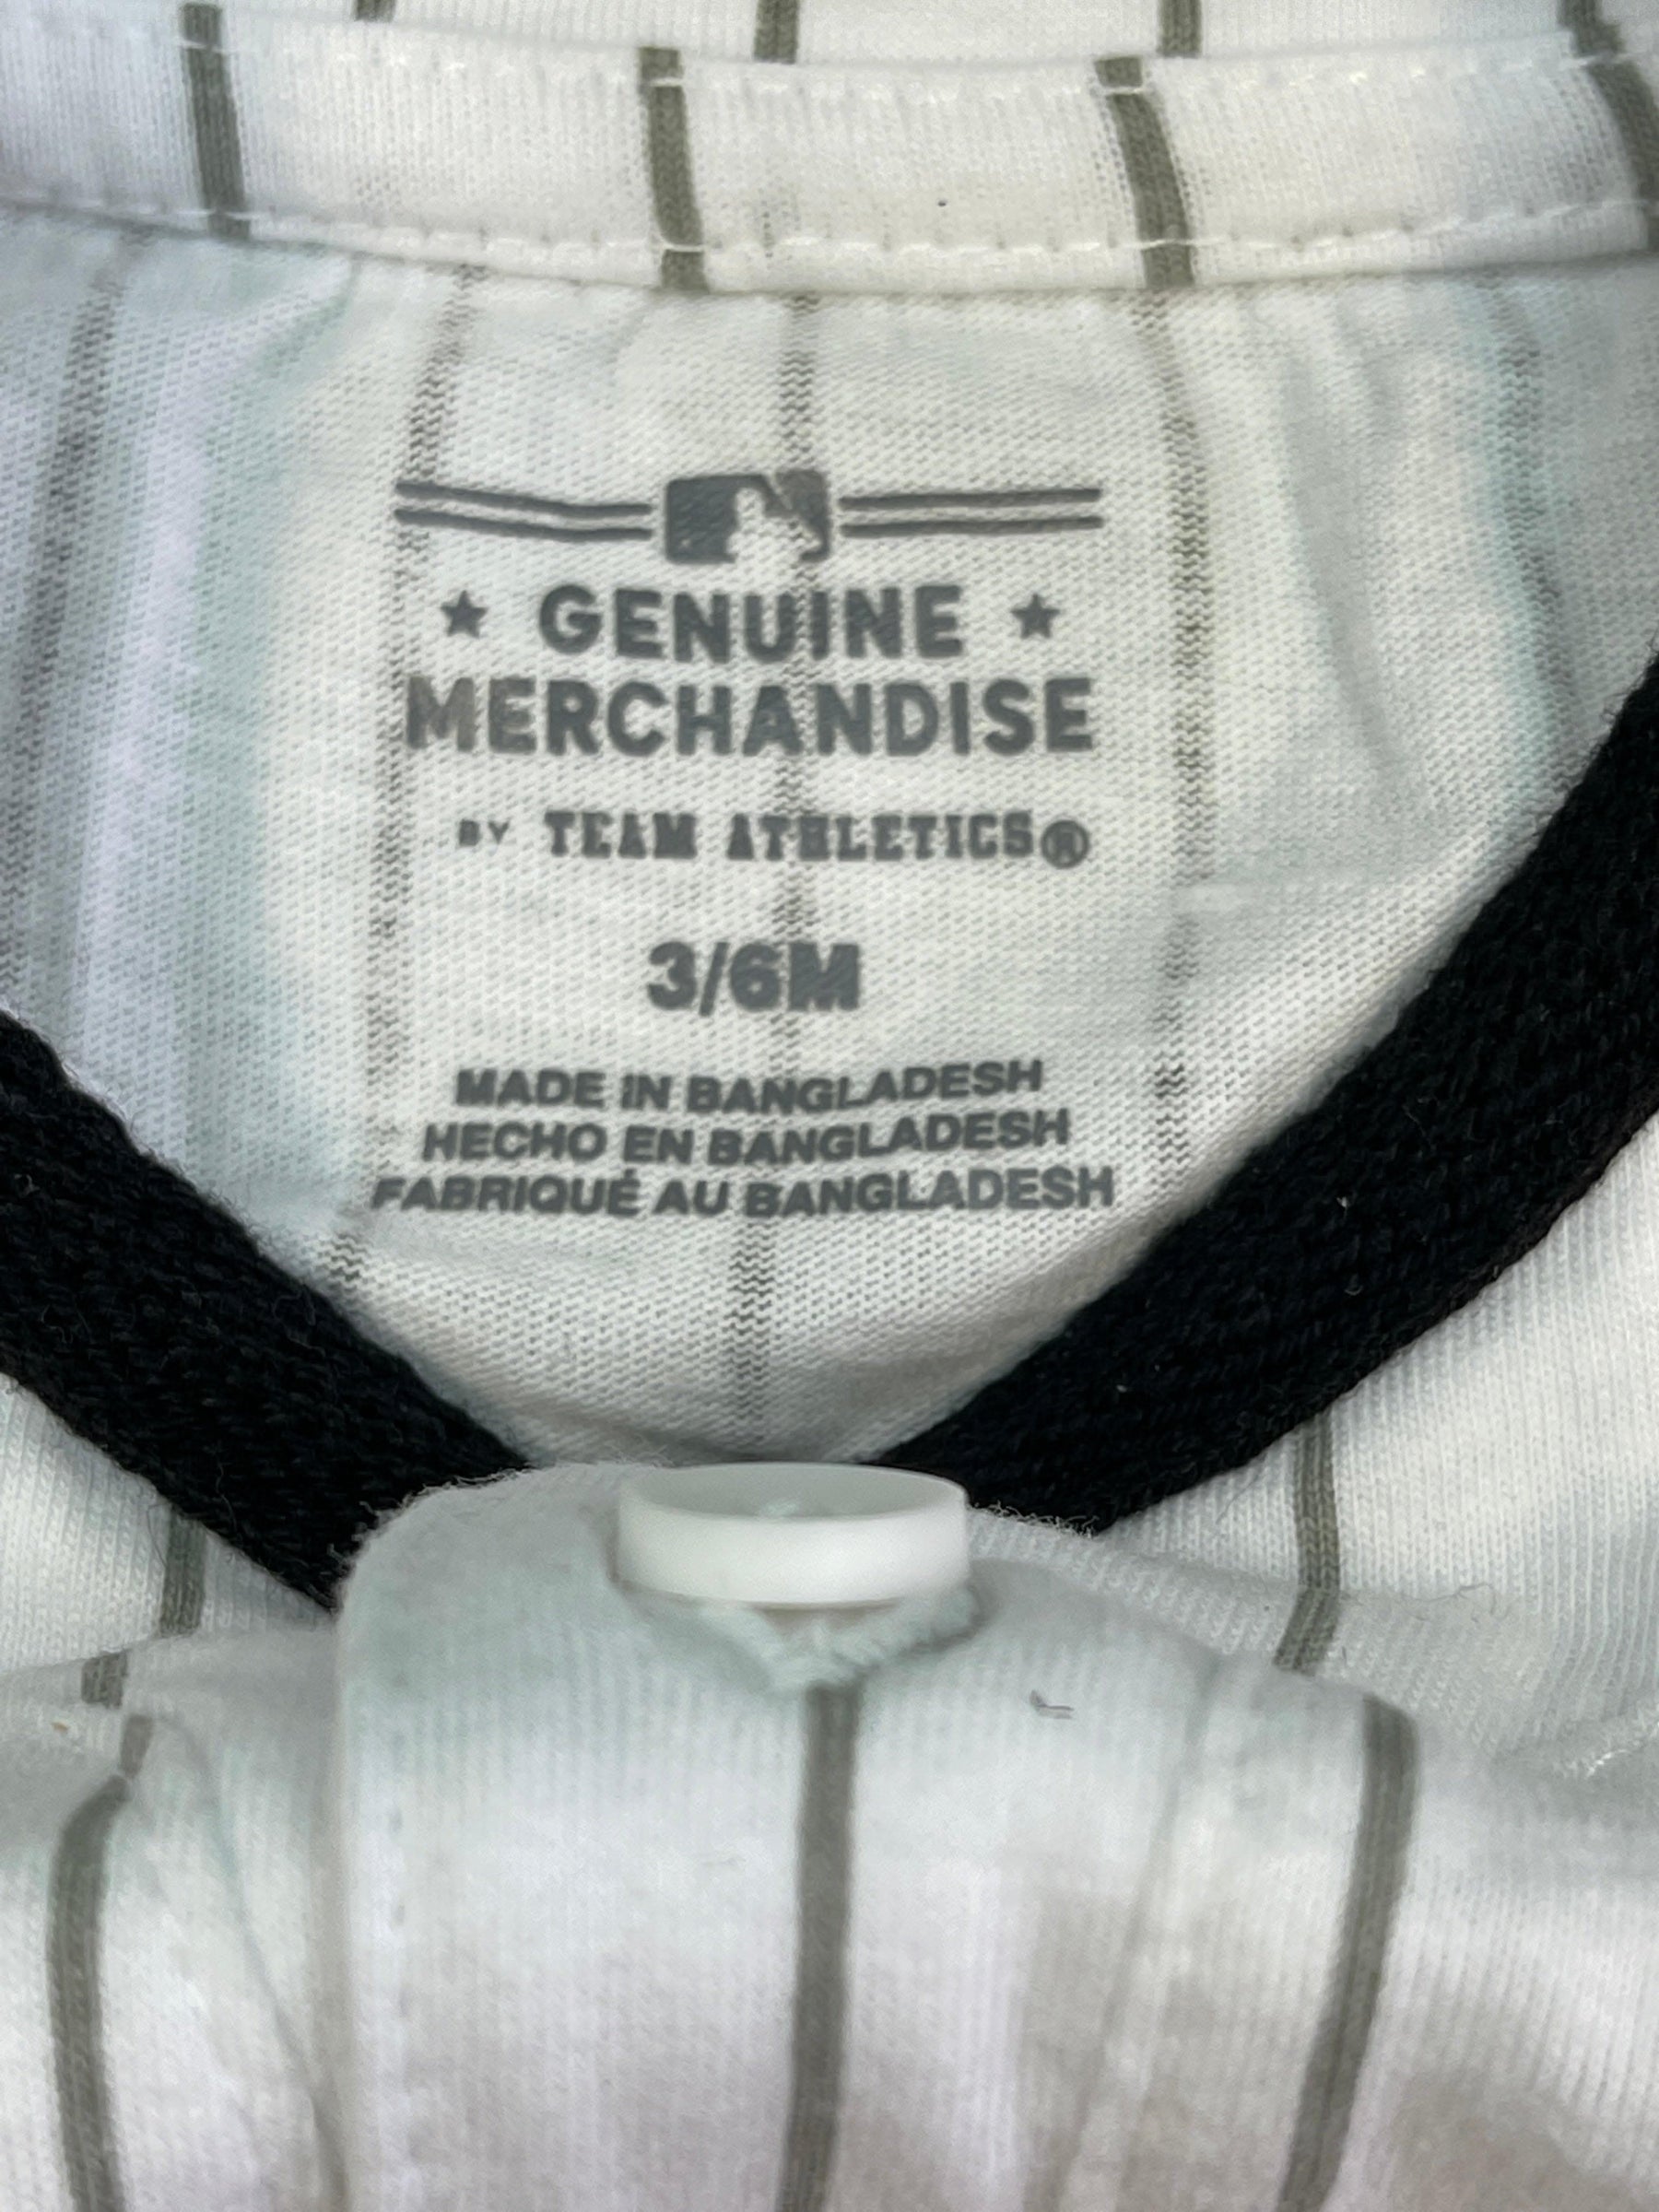 GENUINE
MERCHANDISE
BY TEAM ATHLETICS®
3/6M
MADE IN BANGLADESH
HECHO EN BANGLADESH
FABRIQUÉ AU BANGLADESH